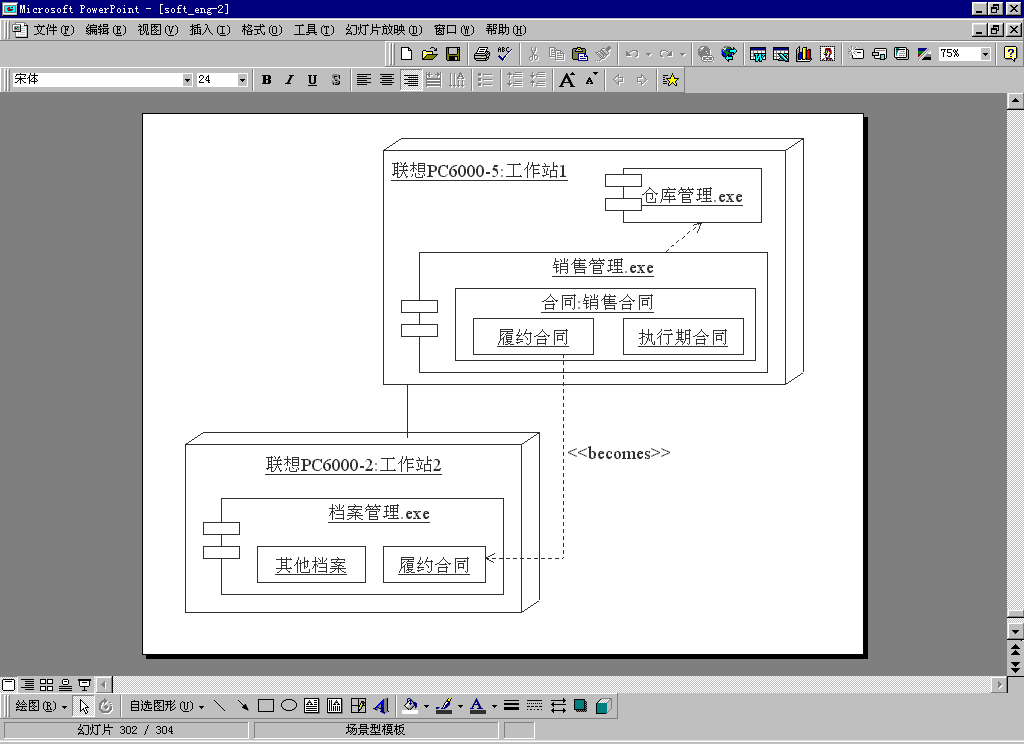 Microsoft PowerPoint - [soft_eng-2]
文件(F) 编辑(E) 视图(V) 插入(I) 格式(O) 工具(T) 幻灯片放映(D) 窗口(W) 帮助(H)
75%
宋体 24 B I U S
联想PC6000-5:工作站1
仓库管理.exe
销售管理.exe
合同:销售合同
履约合同 执行期合同
<<becomes>>
联想PC6000-2:工作站2
档案管理.exe
其他档案 履约合同
绘图(R) 自选图形(U)
幻灯片 302 / 304 场景型模板